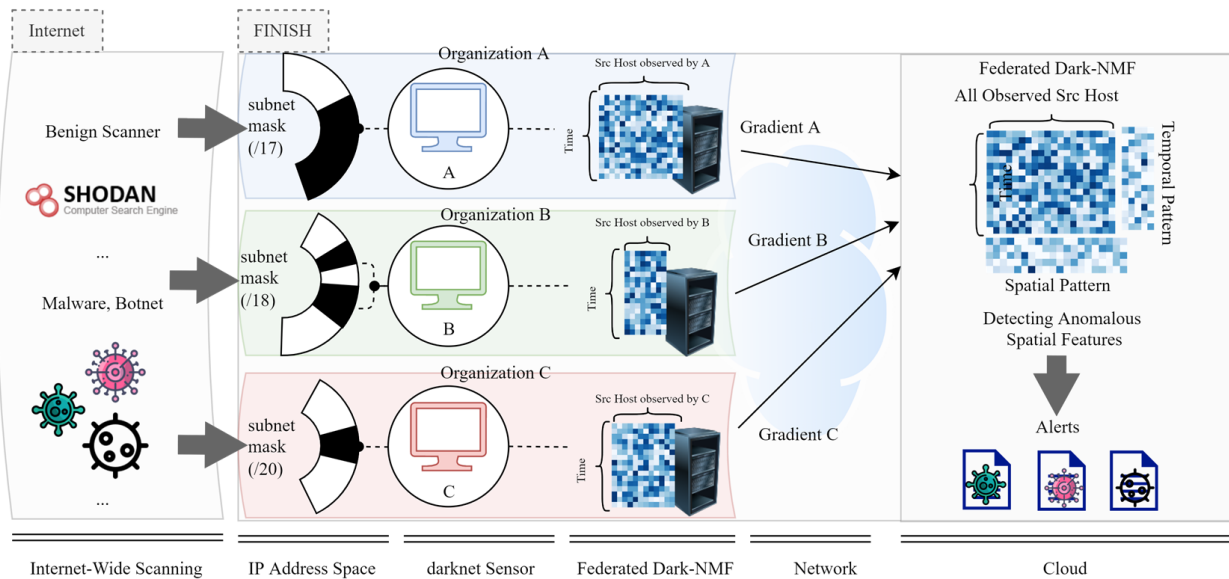 Internet
FINISH
Benign Scanner
SHODAN
Computer Search Engine
...
Malware, Botnet
...
Organization A
subnet
mask
(/17)
A
Src Host observed by A
Time
Organization B
subnet
mask
(/18)
B
Src Host observed by B
Time
Organization C
subnet
mask
(/20)
C
Src Host observed by C
Time
Gradient A
Gradient B
Gradient C
Federated Dark-NMF
All Observed Src Host
Time
Temporal Pattern
Spatial Pattern
Detecting Anomalous
Spatial Features
Alerts
Internet-Wide Scanning
IP Address Space
darknet Sensor
Federated Dark-NMF
Network
Cloud